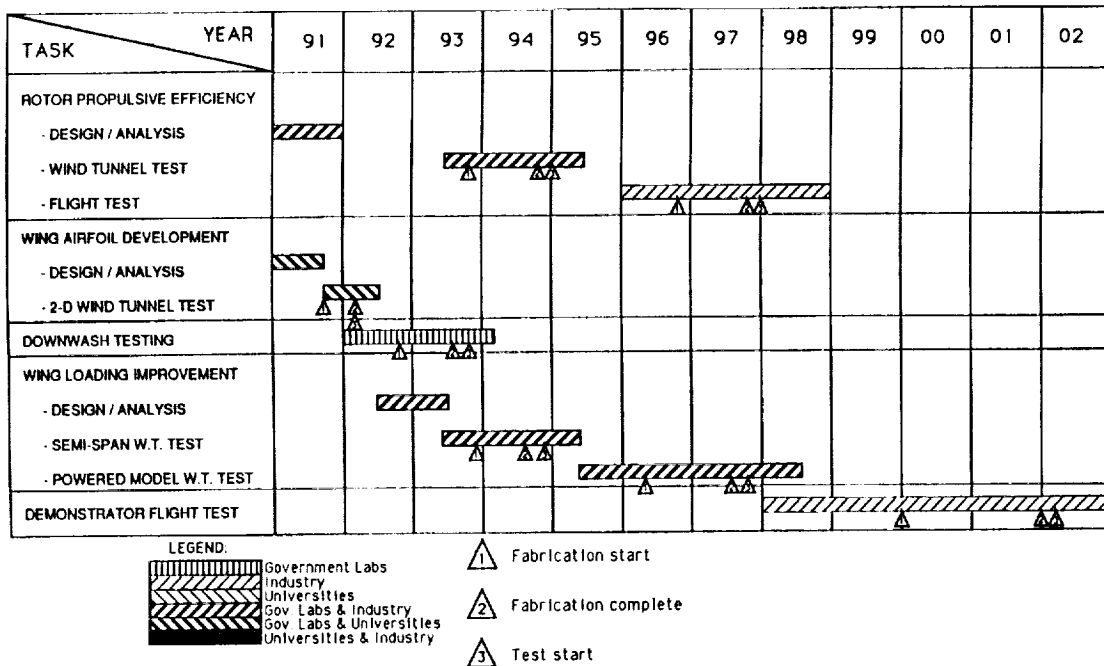 YEAR
TASK
91 92 93 94 95 96 97 98 99 00 01 02
ROTOR PROPULSIVE EFFICIENCY
- DESIGN / ANALYSIS
- WIND TUNNEL TEST
- FLIGHT TEST
WING AIRFOIL DEVELOPMENT
- DESIGN / ANALYSIS
- 2-D WIND TUNNEL TEST
DOWNWASH TESTING
WING LOADING IMPROVEMENT
- DESIGN / ANALYSIS
- SEMI-SPAN W.T. TEST
- POWERED MODEL W.T. TEST
DEMONSTRATOR FLIGHT TEST
LEGEND:
Government Labs
Industry
Universities
Gov. Labs & Industry
Gov. Labs & Universities
Universities & Industry
1 Fabrication start
2 Fabrication complete
3 Test start